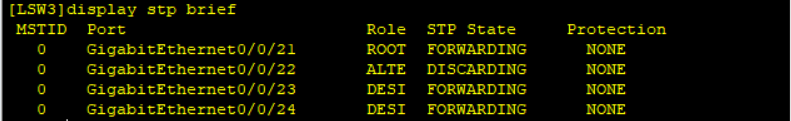 [LSW3]display stp brief
MSTID Port Role STP State Protection
0 GigabitEthernet0/0/21 ROOT FORWARDING NONE
0 GigabitEthernet0/0/22 ALTE DISCARDING NONE
0 GigabitEthernet0/0/23 DESI FORWARDING NONE
0 GigabitEthernet0/0/24 DESI FORWARDING NONE